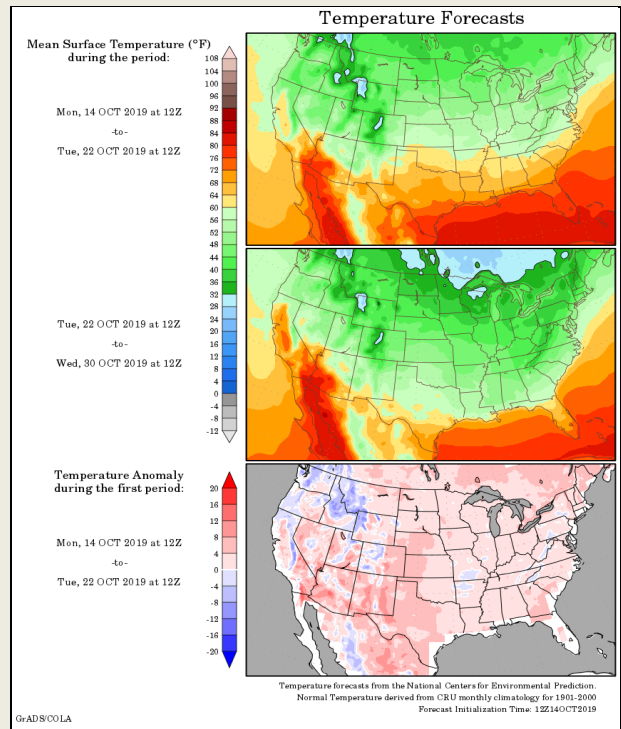 Temperature Forecasts
Mean Surface Temperature (°F)
during the period:
Mon, 14 OCT 2019 at 12Z
-to-
Tue, 22 OCT 2019 at 12Z
108
104
100
96
92
88
84
80
76
72
68
64
60
56
52
48
44
40
36
32
28
24
20
16
12
8
4
0
-4
-8
-12
Tue, 22 OCT 2019 at 12Z
-to-
Wed, 30 OCT 2019 at 12Z
Temperature Anomaly
during the first period:
Mon, 14 OCT 2019 at 12Z
-to-
Tue, 22 OCT 2019 at 12Z
20
16
12
8
4
0
-4
-8
-12
-16
-20
Temperature forecasts from the National Centers for Environmental Prediction.
Normal Temperature derived from CRU monthly climatology for 1901-2000
Forecast Initialization Time: 12Z14OCT2019
GrADS/COLA